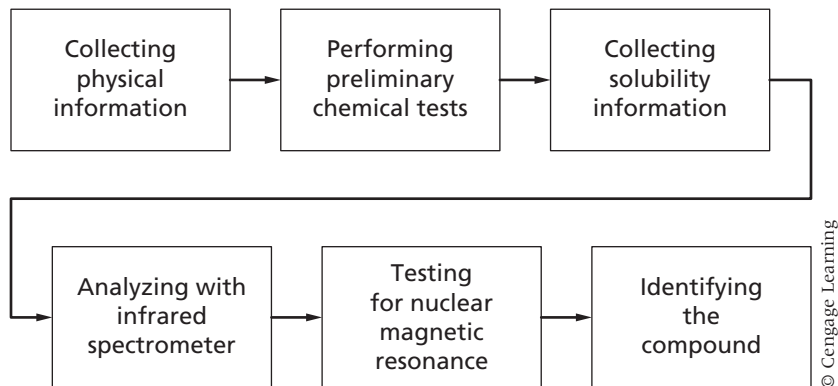 Collecting
physical
information
Performing
preliminary
chemical tests
Collecting
solubility
information
Analyzing with
infrared
spectrometer
Testing
for nuclear
magnetic
resonance
Identifying
the
compound
© Cengage Learning